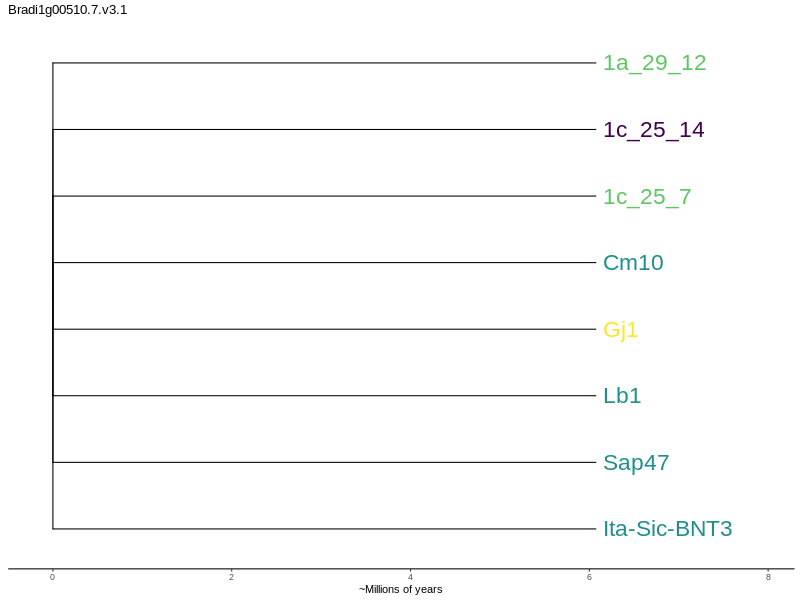 Bradi1g00510.7.v3.1
1a_29_12
1c_25_14
1c_25_7
Cm10
Gj1
Lb1
Sap47
Ita-Sic-BNT3
0 2 4 6 8
~Millions of years